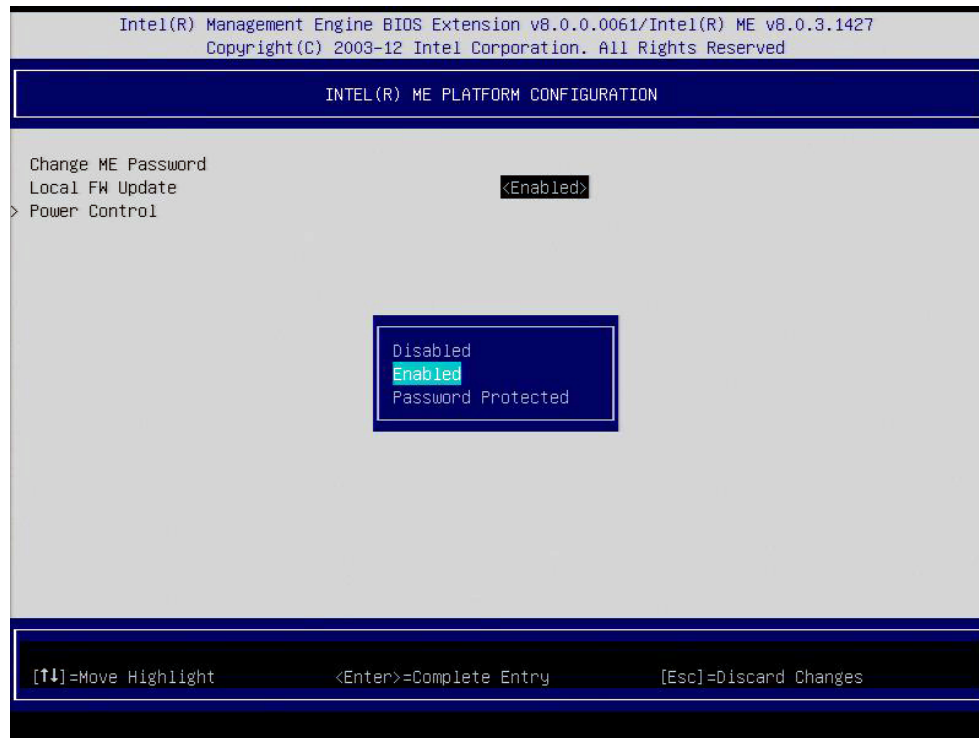 Intel(R) Management Engine BIOS Extension v8.0.0.0061/Intel(R) ME v8.0.3.1427
Copyright(C) 2003-12 Intel Corporation. All Rights Reserved
INTEL(R) ME PLATFORM CONFIGURATION
Change ME Password
Local FW Update <Enabled>
> Power Control
Disabled
Enabled
Password Protected
[↑↓]=Move Highlight <Enter>=Complete Entry [Esc]=Discard Changes